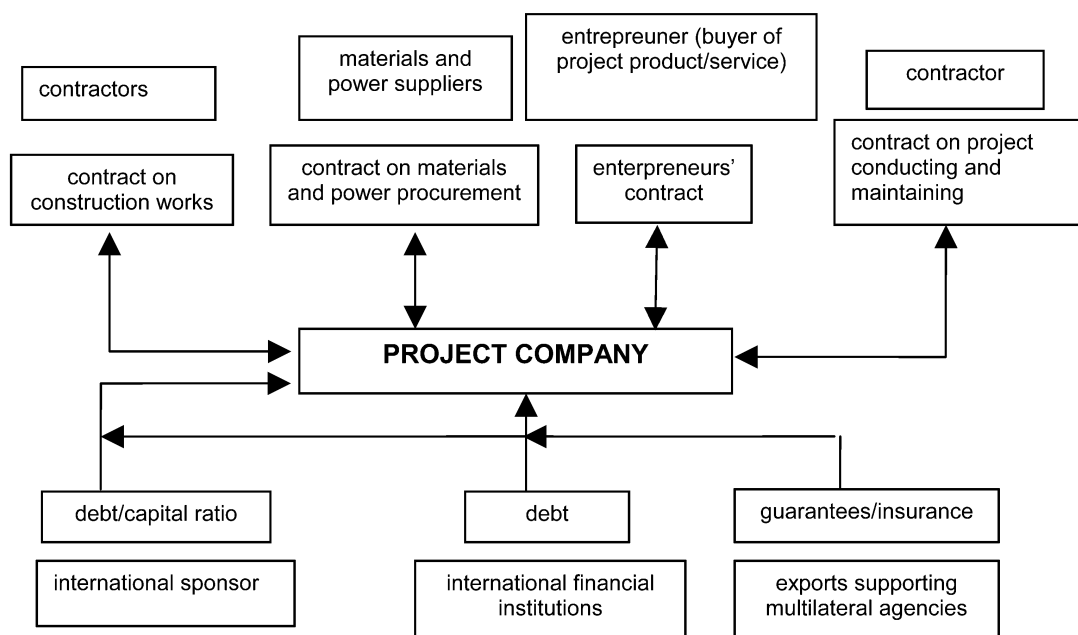 contractors
materials and
power suppliers
entrepreuner (buyer of
project product/service)
contractor
contract on
construction works
contract on materials
and power procurement
enterpreneurs’
contract
contract on project
conducting and
maintaining
PROJECT COMPANY
debt/capital ratio
debt
guarantees/insurance
international sponsor
international financial
institutions
exports supporting
multilateral agencies